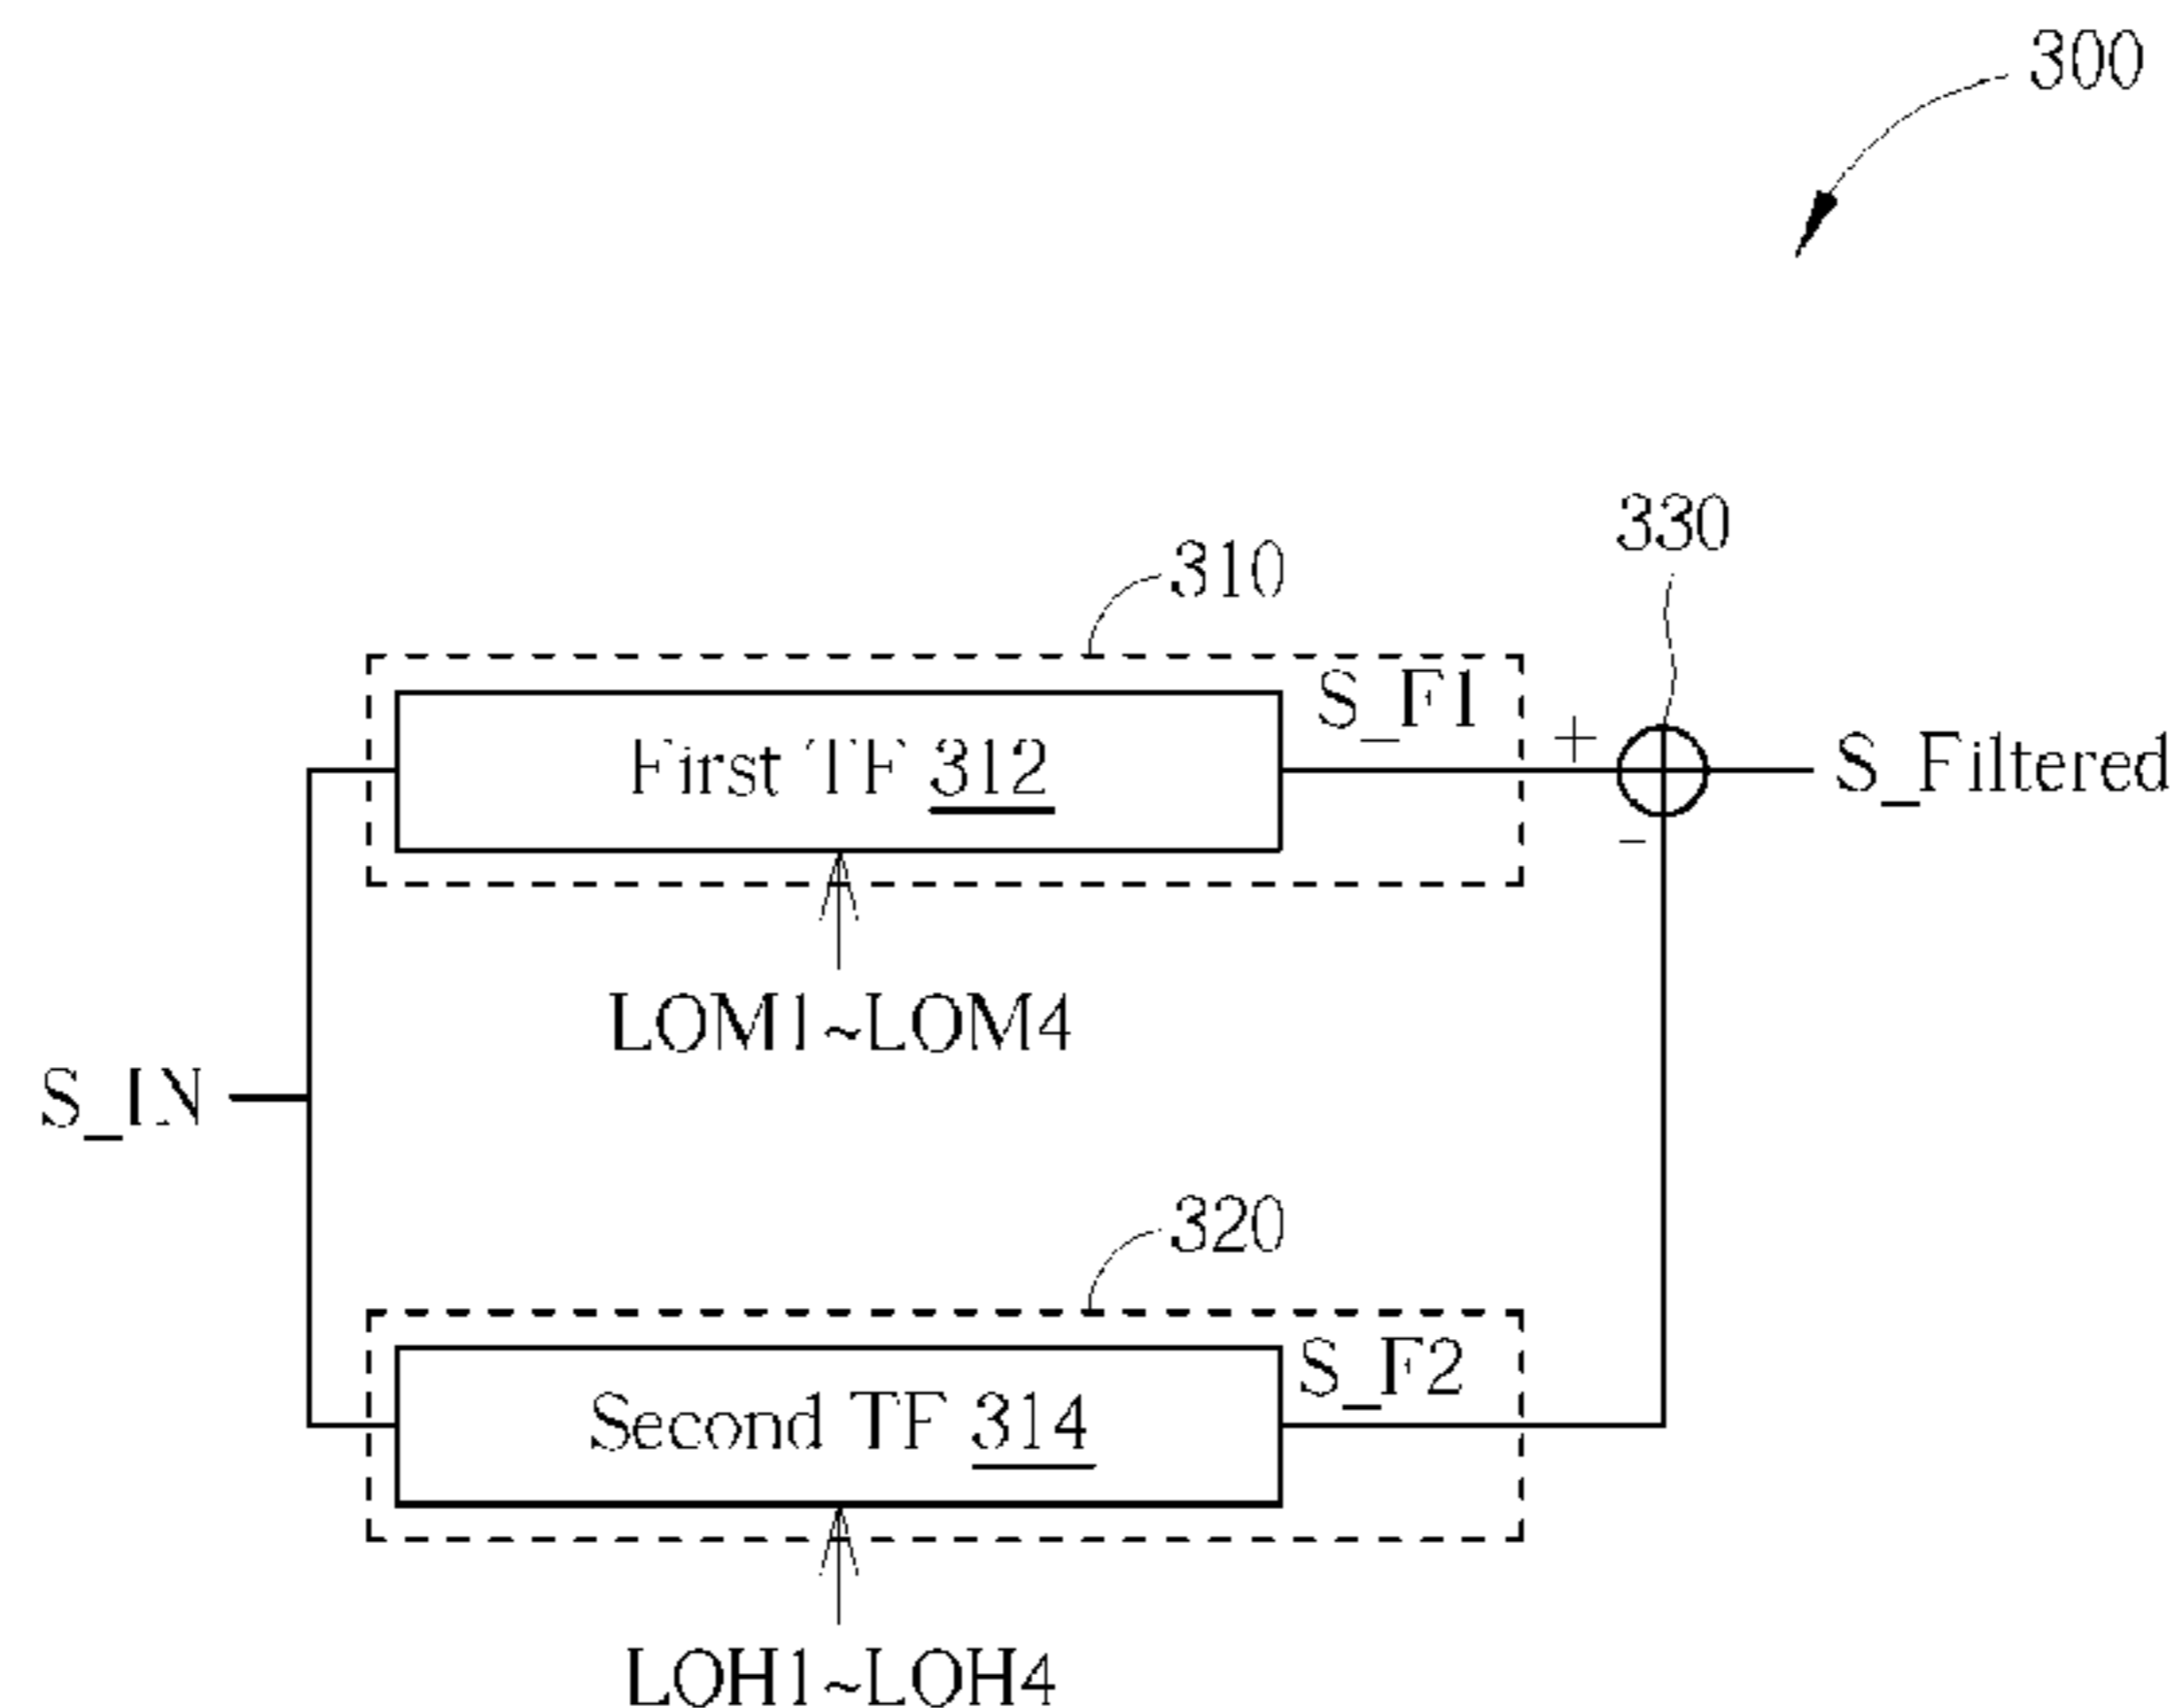 300
330
310
S_F1
+
First TF 312
S_Filtered
-
LOM1~LOM4
S_IN
320
S_F2
Second TF 314
LOH1~LOH4